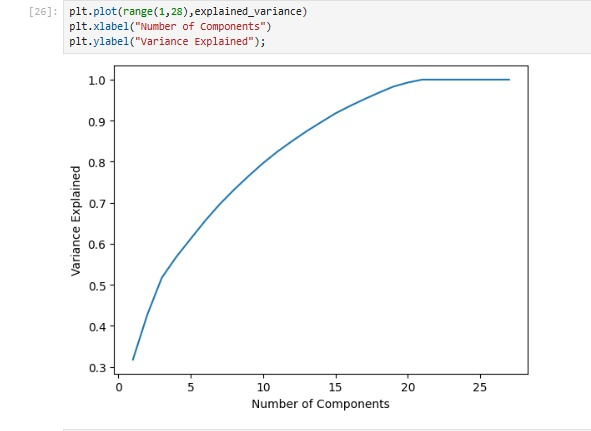 [26]: plt.plot(range(1,28),explained_variance)
plt.xlabel("Number of Components")
plt.ylabel("Variance Explained");
1.0
0.9
0.8
0.7
0.6
0.5
0.4
0.3
Variance Explained
0 5 10 15 20 25
Number of Components